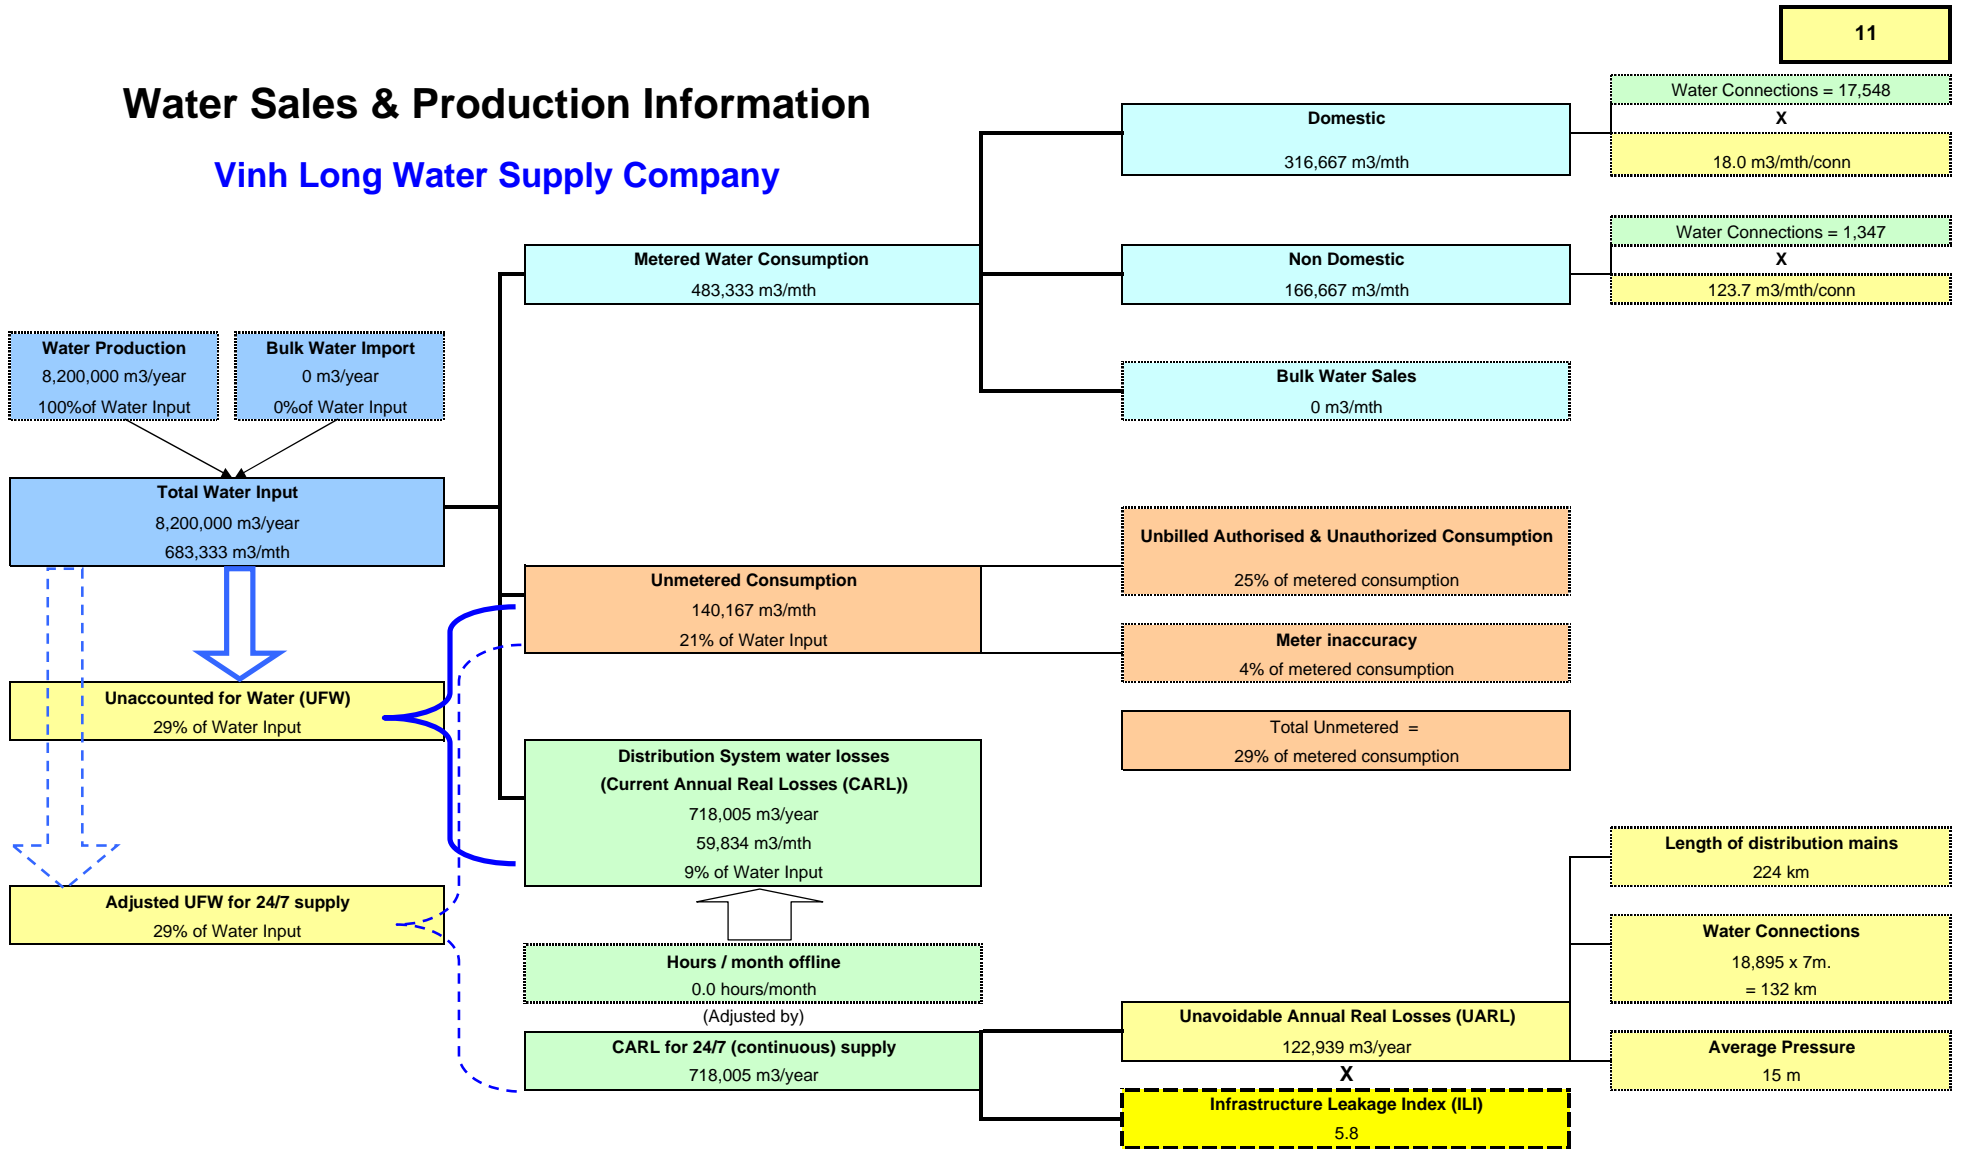 11
Water Sales & Production Information
Vinh Long Water Supply Company
Water Production
8,200,000 m3/year
100%of Water Input
Bulk Water Import
0 m3/year
0%of Water Input
Total Water Input
8,200,000 m3/year
683,333 m3/mth
Unaccounted for Water (UFW)
29% of Water Input
Adjusted UFW for 24/7 supply
29% of Water Input
Metered Water Consumption
483,333 m3/mth
Unmetered Consumption
140,167 m3/mth
21% of Water Input
Distribution System water losses
(Current Annual Real Losses (CARL))
718,005 m3/year
59,834 m3/mth
9% of Water Input
Hours / month offline
0.0 hours/month
(Adjusted by)
CARL for 24/7 (continuous) supply
718,005 m3/year
Domestic
316,667 m3/mth
Non Domestic
166,667 m3/mth
Bulk Water Sales
0 m3/mth
Unbilled Authorised & Unauthorized Consumption
25% of metered consumption
Meter inaccuracy
4% of metered consumption
Total Unmetered =
29% of metered consumption
Unavoidable Annual Real Losses (UARL)
122,939 m3/year
X
Infrastructure Leakage Index (ILI)
5.8
Water Connections = 17,548
X
18.0 m3/mth/conn
Water Connections = 1,347
X
123.7 m3/mth/conn
Length of distribution mains
224 km
Water Connections
18,895 x 7m.
= 132 km
Average Pressure
15 m